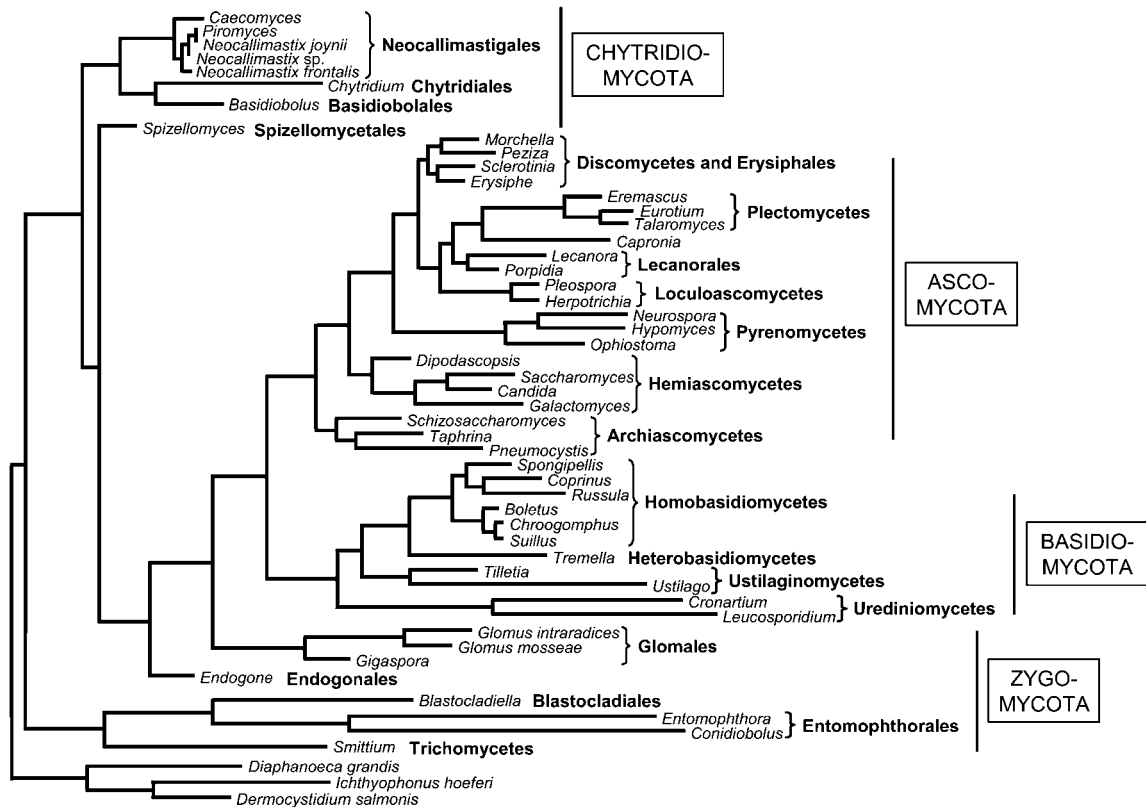 Caecomyces
Piromyces
Neocallimastix joynii
Neocallimastix sp.
Neocallimastix frontalis
Neocallimastigales
Chytridium Chytridiales
Basidiobolus Basidiobolales
CHYTRIDIO-
MYCOTA
Spizellomyces Spizellomycetales
Morchella
Peziza
Sclerotinia
Erysiphe
Discomycetes and Erysiphales
Eremascus
Eurotium
Talaromyces
Plectomycetes
Capronia
Lecanora
Porpidia
Lecanorales
Pleospora
Herpotrichia
Loculoascomycetes
Neurospora
Hypomyces
Ophiostoma
Pyrenomycetes
ASCO-
MYCOTA
Dipodascopsis
Saccharomyces
Candida
Galactomyces
Hemiascomycetes
Schizosaccharomyces
Taphrina
Pneumocystis
Archiascomycetes
Spongipellis
Coprinus
Russula
Boletus
Chroogomphus
Suillus
Homobasidiomycetes
Tremella Heterobasidiomycetes
Tilletia
Ustilago
Ustilaginomycetes
Cronartium
Leucosporidium
Urediniomycetes
BASIDIO-
MYCOTA
Glomus intraradices
Glomus mosseae
Gigaspora
Glomales
Endogone Endogonales
Blastocladiella Blastocladiales
Entomophthora
Conidiobolus
Entomophthorales
Smittium Trichomycetes
ZYGO-
MYCOTA
Diaphanoeca grandis
Ichthyophonus hoeferi
Dermocystidium salmonis